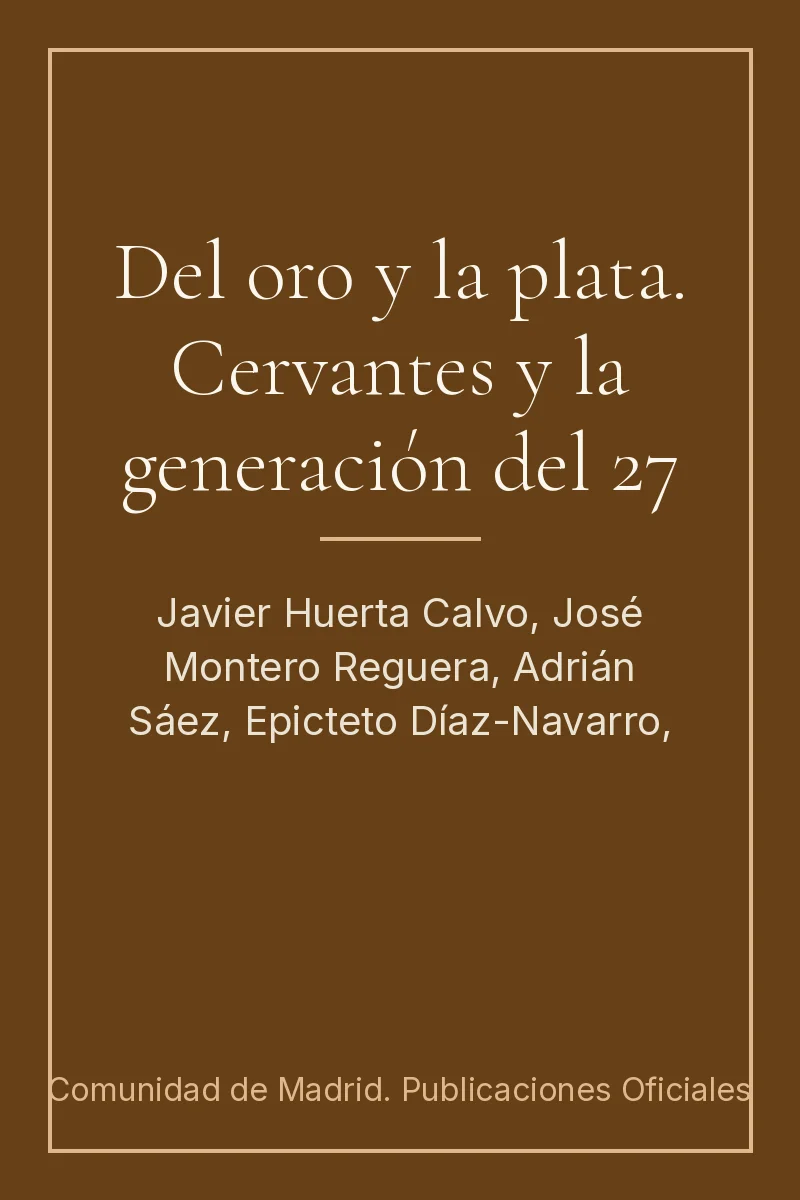 Del oro y la plata.
Cervantes y la
generación del 27
Javier Huerta Calvo, José
Montero Reguera, Adrián
Sáez, Epicteto Díaz-Navarro,
Comunidad de Madrid. Publicaciones Oficiales